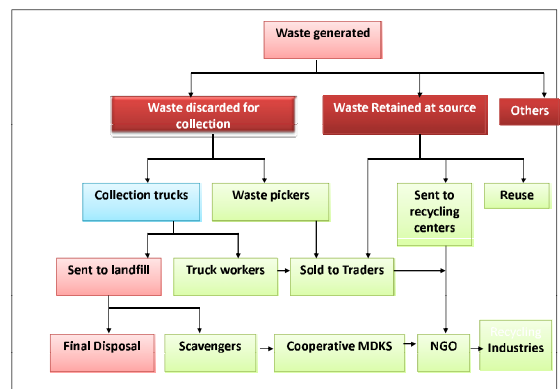 Waste generated
Waste discarded for
collection
Waste Retained at source
Others
Collection trucks
Waste pickers
Sent to
recycling
centers
Reuse
Sent to landfill
Truck workers
Sold to Traders
Final Disposal
Scavengers
Cooperative MDKS
NGO
Recycling
Industries